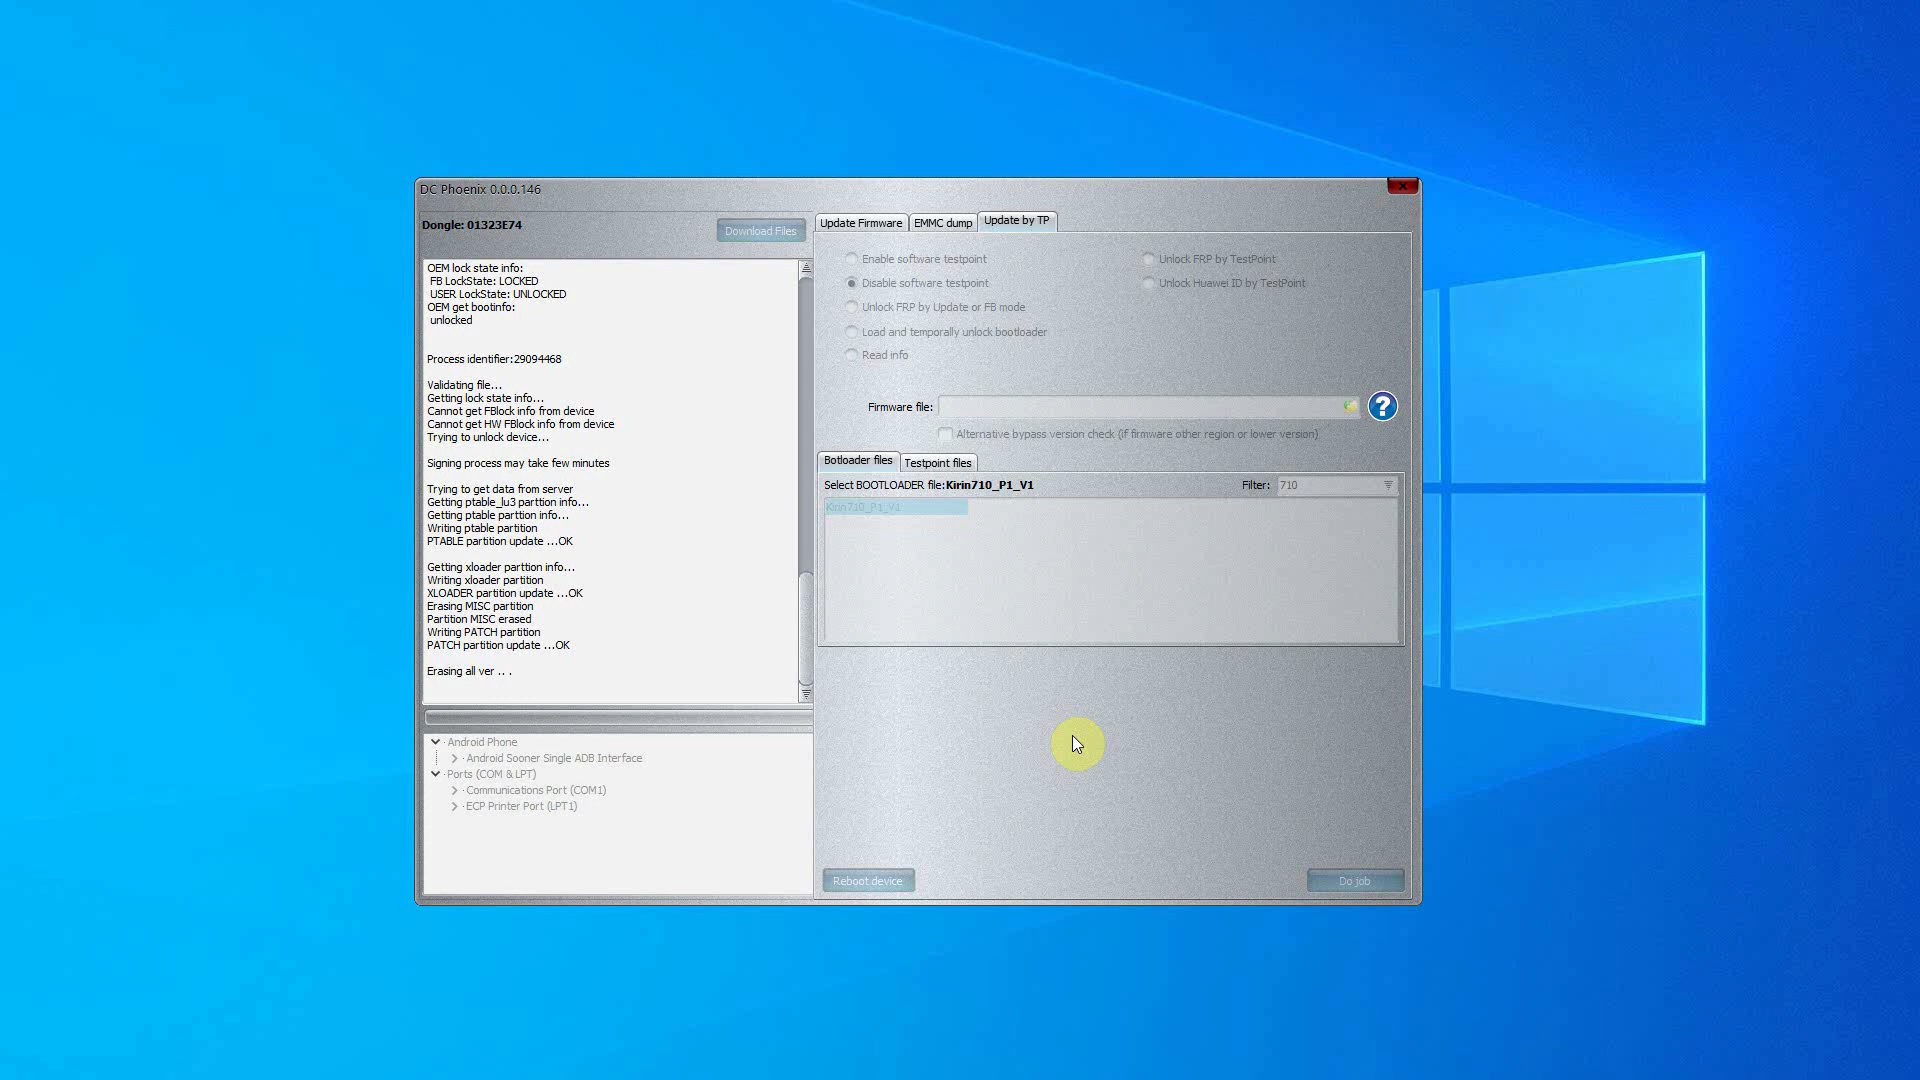 DC Phoenix 0.0.0.146
Dongle: 01323E74
Download Files
OEM lock state info:
FB LockState: LOCKED
USER LockState: UNLOCKED
OEM get bootinfo:
unlocked
Process identifier:29094468
Validating file...
Getting lock state info...
Cannot get FBlock info from device
Cannot get HW FBlock info from device
Trying to unlock device...
Signing process may take few minutes
Trying to get data from server
Getting ptable_lu3 partion info...
Getting ptable parttion info...
Writing ptable partition
PTABLE partition update ...OK
Getting xloader parttion info...
Writing xloader partition
XLOADER partition update ...OK
Erasing MISC partition
Partition MISC erased
Writing PATCH partition
PATCH partition update ...OK
Erasing all ver .. .
Android Phone
Android Sooner Single ADB Interface
Ports (COM & LPT)
Communications Port (COM1)
ECP Printer Port (LPT1)
Update Firmware
EMMC dump
Update by TP
Enable software testpoint
Unlock FRP by TestPoint
Disable software testpoint
Unlock Huawei ID by TestPoint
Unlock FRP by Update or FB mode
Load and temporally unlock bootloader
Read info
Firmware file:
?
Alternative bypass version check (if firmware other region or lower version)
Botloader files
Testpoint files
Select BOOTLOADER file:Kirin710_P1_V1
Filter: 710
Kirin710_P1_V1
Reboot device
Do job